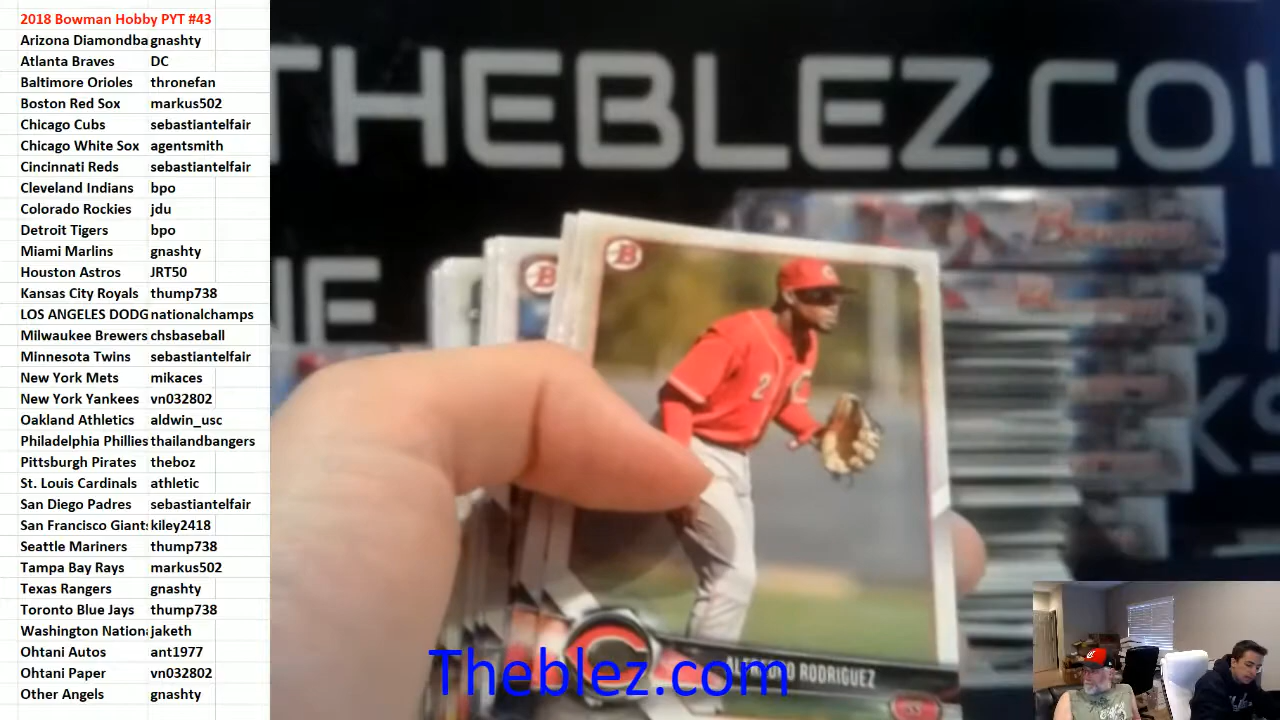 2018 Bowman Hobby PYT #43
Arizona Diamondba gnashty
Atlanta Braves DC
Baltimore Orioles thronefan
Boston Red Sox markus502
Chicago Cubs sebastiantelfair
Chicago White Sox agentsmith
Cincinnati Reds sebastiantelfair
Cleveland Indians bpo
Colorado Rockies jdu
Detroit Tigers bpo
Miami Marlins gnashty
Houston Astros JRT50
Kansas City Royals thump738
LOS ANGELES DODG nationalchamps
Milwaukee Brewers chsbaseball
Minnesota Twins sebastiantelfair
New York Mets mikaces
New York Yankees vn032802
Oakland Athletics aldwin_usc
Philadelphia Phillies thailandbangers
Pittsburgh Pirates theboz
St. Louis Cardinals athletic
San Diego Padres sebastiantelfair
San Francisco Giants kiley2418
Seattle Mariners thump738
Tampa Bay Rays markus502
Texas Rangers gnashty
Toronto Blue Jays thump738
Washington Nation jaketh
Ohtani Autos ant1977
Ohtani Paper vn032802
Other Angels gnashty
THEBLEZ.CO
B
B
2
C
RODRIGUEZ
Theblez.com